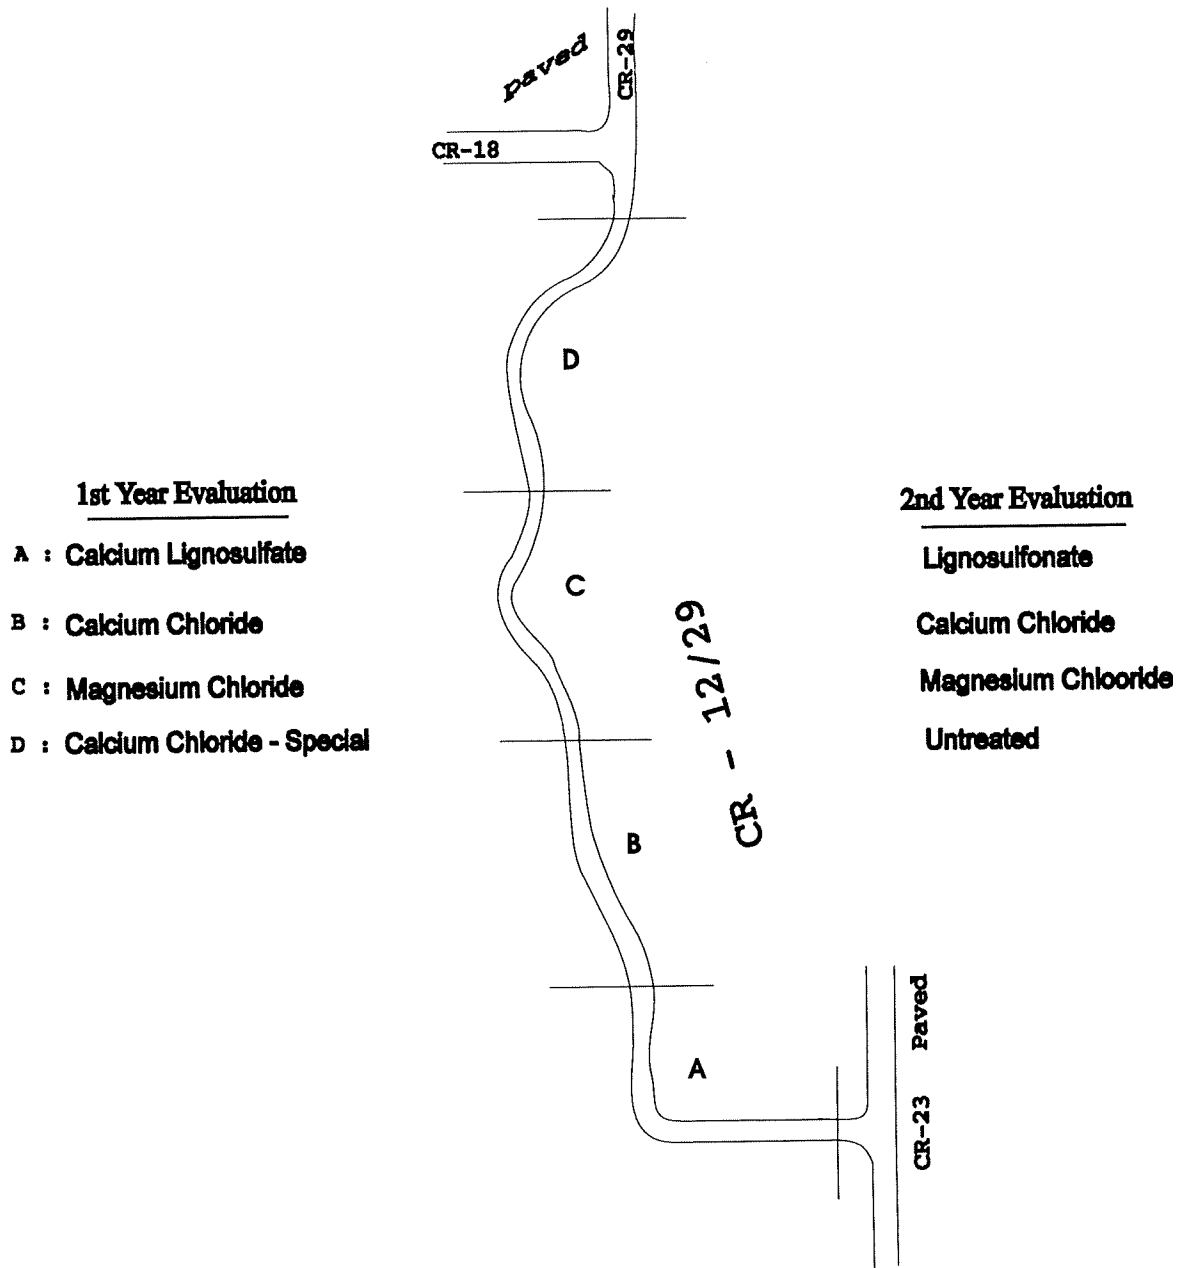 paved
CR-29
CR-18
D
1st Year Evaluation
A : Calcium Lignosulfate
B : Calcium Chloride
C : Magnesium Chloride
D : Calcium Chloride - Special
C
CR - 12/29
2nd Year Evaluation
Lignosulfonate
Calcium Chloride
Magnesium Chlooride
Untreated
B
A
CR-23 Paved